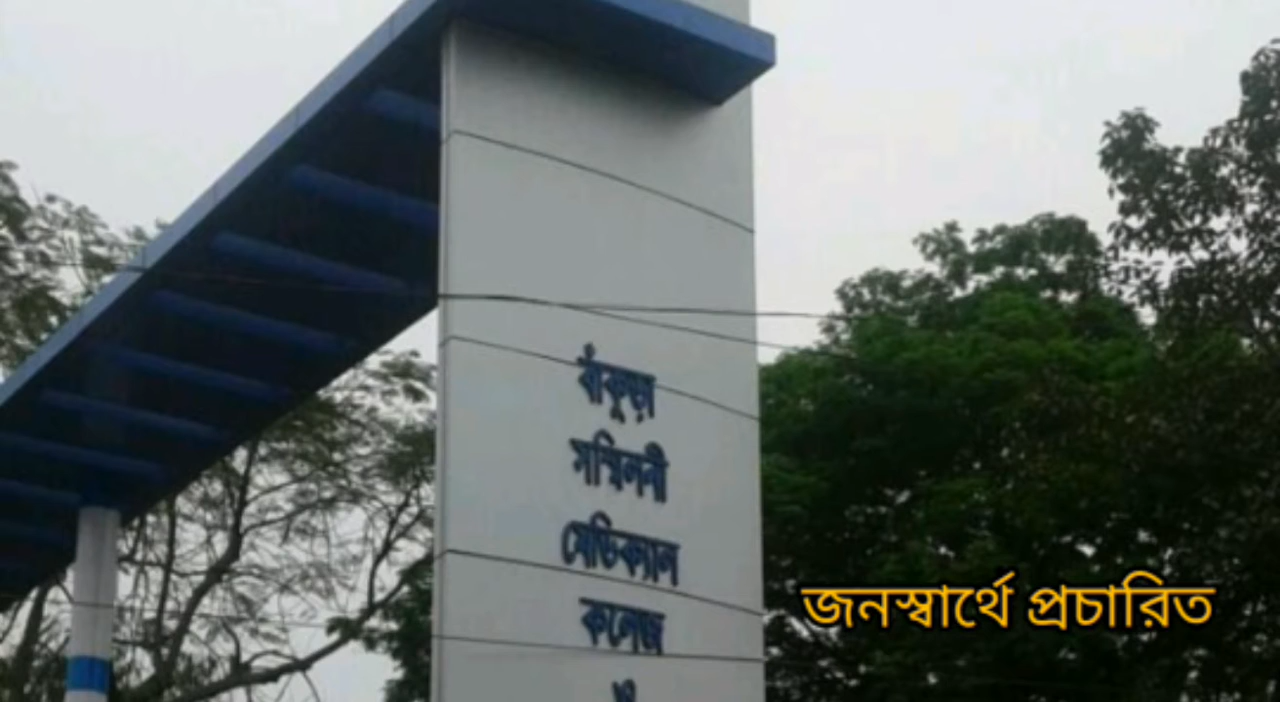 বাঁকুড়া
সম্মিলনী
মেডিক্যাল
কলেজ
ও
জনস্বার্থে প্রচারিত